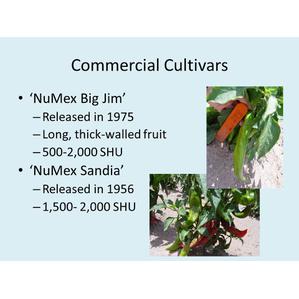 Commercial Cultivars
• ‘NuMex Big Jim’
–Released in 1975
–Long, thick-walled fruit
–500-2,000 SHU
• ‘NuMex Sandia’
–Released in 1956
–1,500- 2,000 SHU